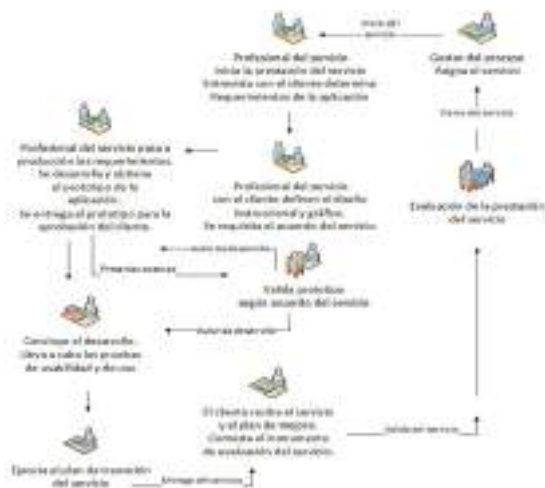 Inicio del
servicio
Profesional del servicio
Inicia la prestación del servicio
Entrevista con el cliente determina
Requerimientos de la aplicación
Gestor del proceso
Asigna el servicio
Cierre del servicio
Profesional del servicio pasa a
producción los requerimientos.
Se desarrolla y obtiene
el prototipo de la
aplicación.
Se entrega el prototipo para la
aprobación del cliente.
Profesional del servicio
con el cliente definen el diseño
instruccional y gráfico.
Se requisita el acuerdo del servicio.
Evaluación de la prestación
del servicio
Presentan avances
Valida prototipo
según acuerdo del servicio
Autoriza desarrollo
Concluye el desarrollo.
Lleva a cabo las pruebas
de usabilidad y de uso.
El cliente recibe el servicio
y el plan de mejora.
Contesta el instrumento
de evaluación del servicio.
servicio
Ejecuta el plan de transición
del servicio
Entrega del servicio